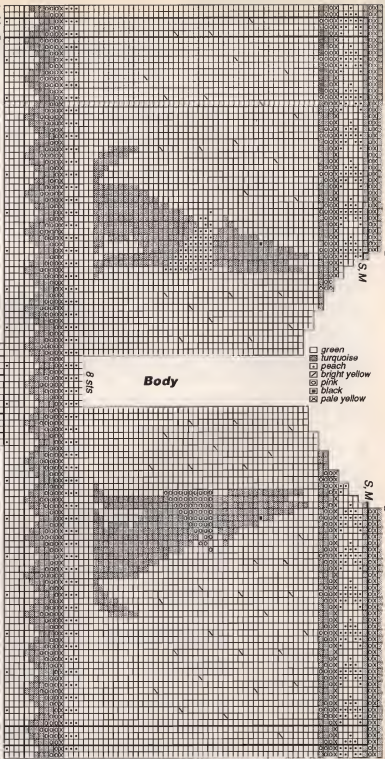 S, M
green
turquoise
peach
bright yellow
pink
black
pale yellow
8 sts
Body
S, M